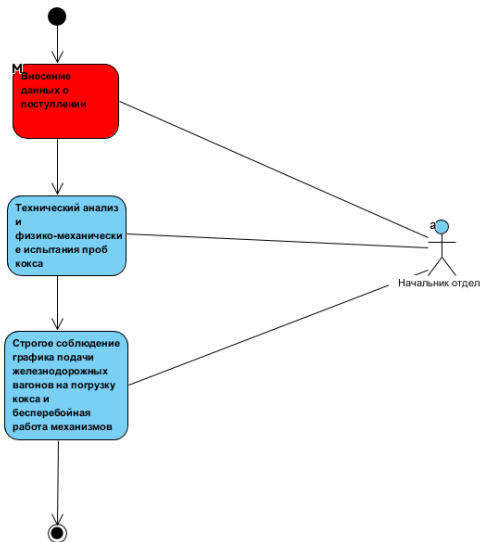 M
Внесенме
данных о
поступлении
Технический анализ
и
физико-механически
е испытания проб
кокса
a
Начальник отдел
Строгое соблюдение
графика подачи
железнодорожных
вагонов на погрузку
кокса и
бесперебойная
работа механизмов